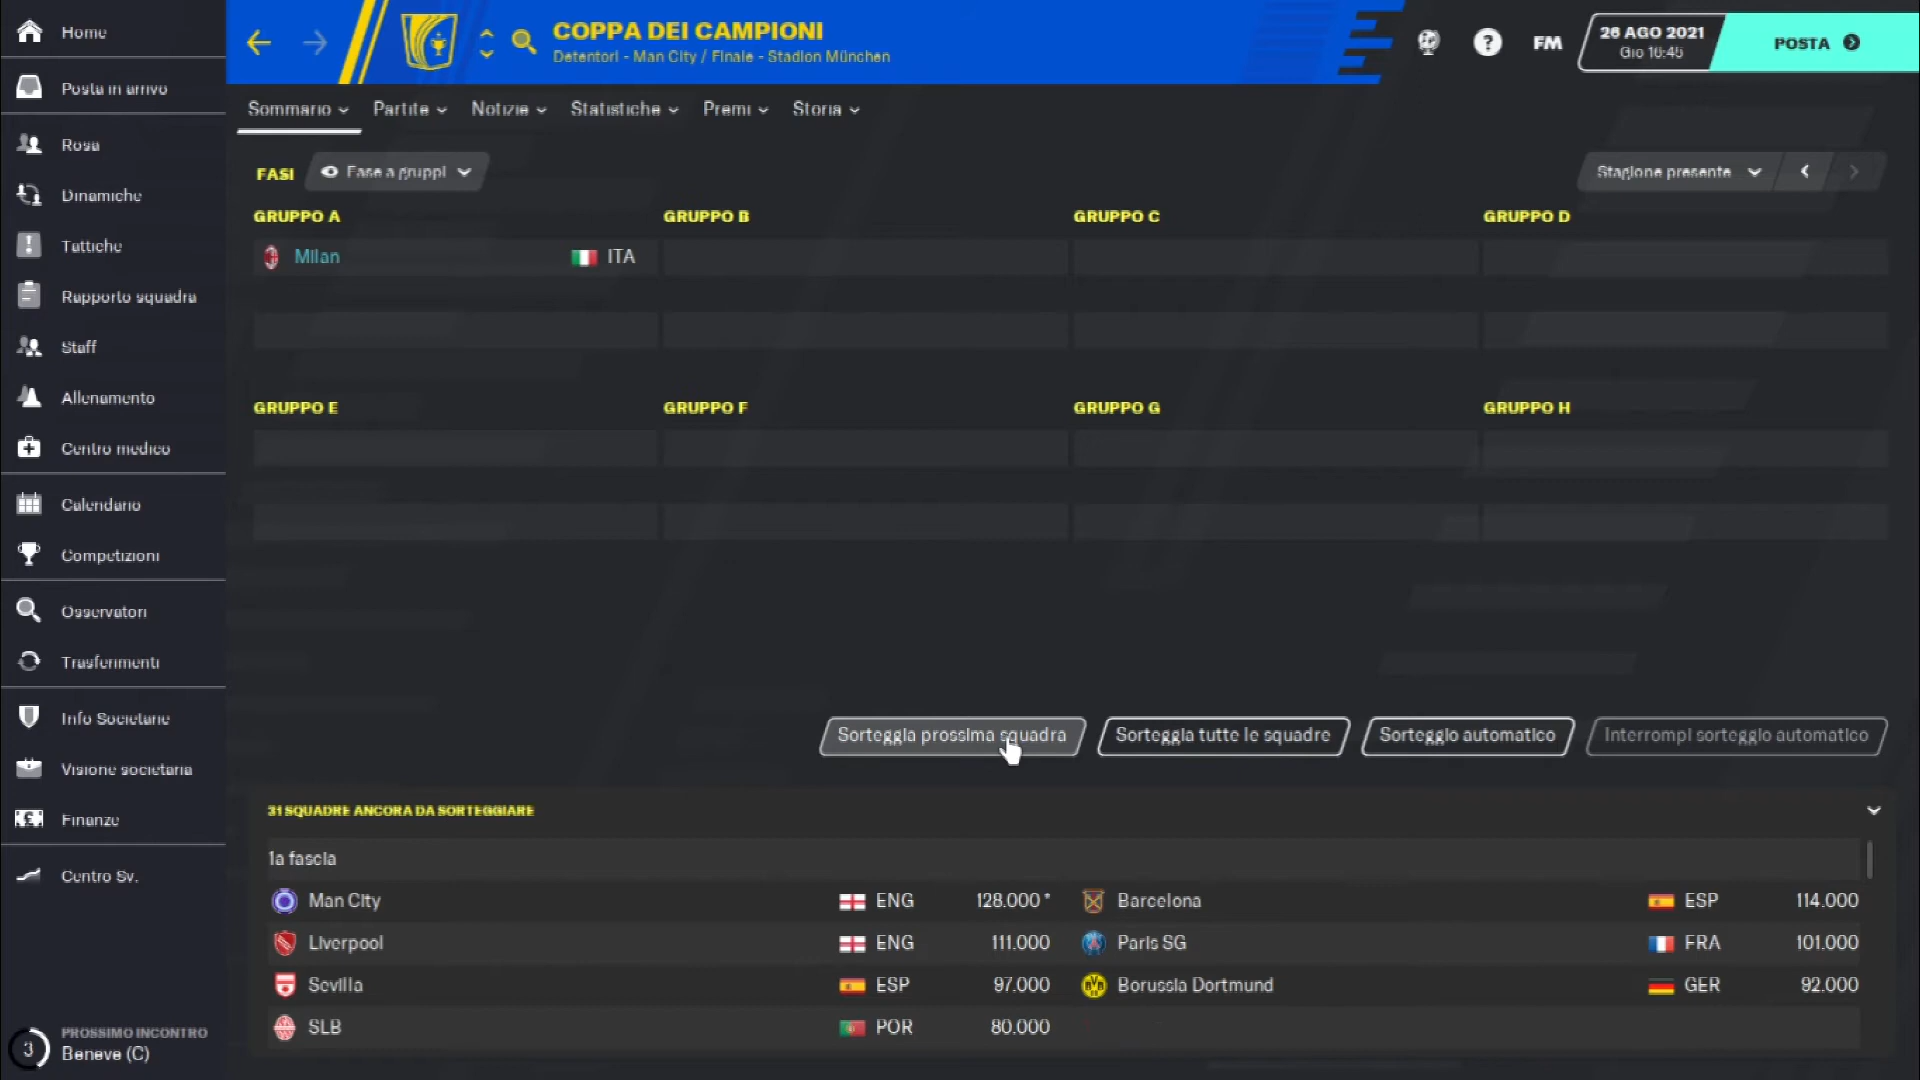 Home
Posta in arrivo
Rosa
Dinamiche
Tattiche
Rapporto squadra
Staff
Allenamento
Centro medico
Calendario
Competizioni
Osservatori
Trasferimenti
Info Societarie
Visione societaria
Finanze
Centro Sv.
3
PROSSIMO INCONTRO
Beneve (C)
COPPA DEI CAMPIONI
Detentori - Man City / Finale - Stadion München
?
FM
26 AGO 2021
Gio 16:45
POSTA
Sommario
Partite
Notizie
Statistiche
Premi
Storia
FASI
Fase a gruppi
Stagione presente
GRUPPO A
GRUPPO B
GRUPPO C
GRUPPO D
Milan ITA
GRUPPO E
GRUPPO F
GRUPPO G
GRUPPO H
Sorteggia prossima squadra
Sorteggia tutte le squadre
Sorteggio automatico
Interrompi sorteggio automatico
31 SQUADRE ANCORA DA SORTEGGIARE
1a fascia
Man City ENG 128.000 * Barcelona ESP 114.000
Liverpool ENG 111.000 Paris SG FRA 101.000
Sevilla ESP 97.000 Borussia Dortmund GER 92.000
SLB POR 80.000